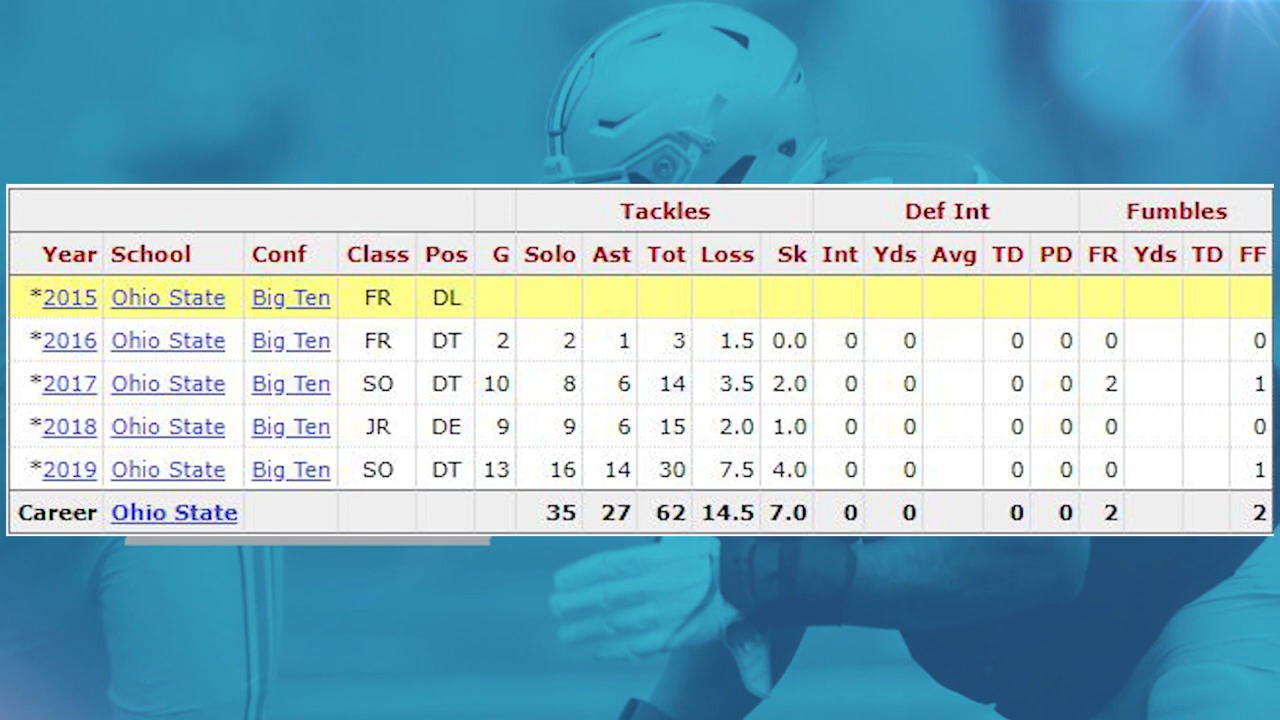 Tackles Def Int Fumbles
Year School Conf Class Pos G Solo Ast Tot Loss Sk Int Yds Avg TD PD FR Yds TD FF
*2015 Ohio State Big Ten FR DL
*2016 Ohio State Big Ten FR DT 2 2 1 3 1.5 0.0 0 0 0 0 0 0
*2017 Ohio State Big Ten SO DT 10 8 6 14 3.5 2.0 0 0 0 0 2 1
*2018 Ohio State Big Ten JR DE 9 9 6 15 2.0 1.0 0 0 0 0 0 0
*2019 Ohio State Big Ten SO DT 13 16 14 30 7.5 4.0 0 0 0 0 0 1
Career Ohio State 35 27 62 14.5 7.0 0 0 0 0 2 2